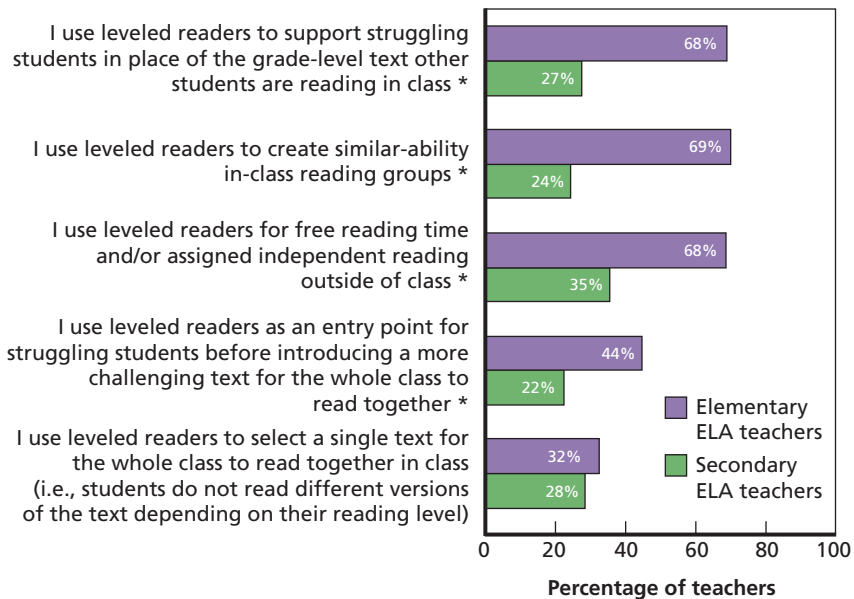 I use leveled readers to support struggling
students in place of the grade-level text other
students are reading in class *
68%
27%
I use leveled readers to create similar-ability
in-class reading groups *
69%
24%
I use leveled readers for free reading time
and/or assigned independent reading
outside of class *
68%
35%
I use leveled readers as an entry point for
struggling students before introducing a more
challenging text for the whole class to
read together *
44%
22%
I use leveled readers to select a single text for
the whole class to read together in class
(i.e., students do not read different versions
of the text depending on their reading level)
32%
28%
Elementary
ELA teachers
Secondary
ELA teachers
0 20 40 60 80 100
Percentage of teachers